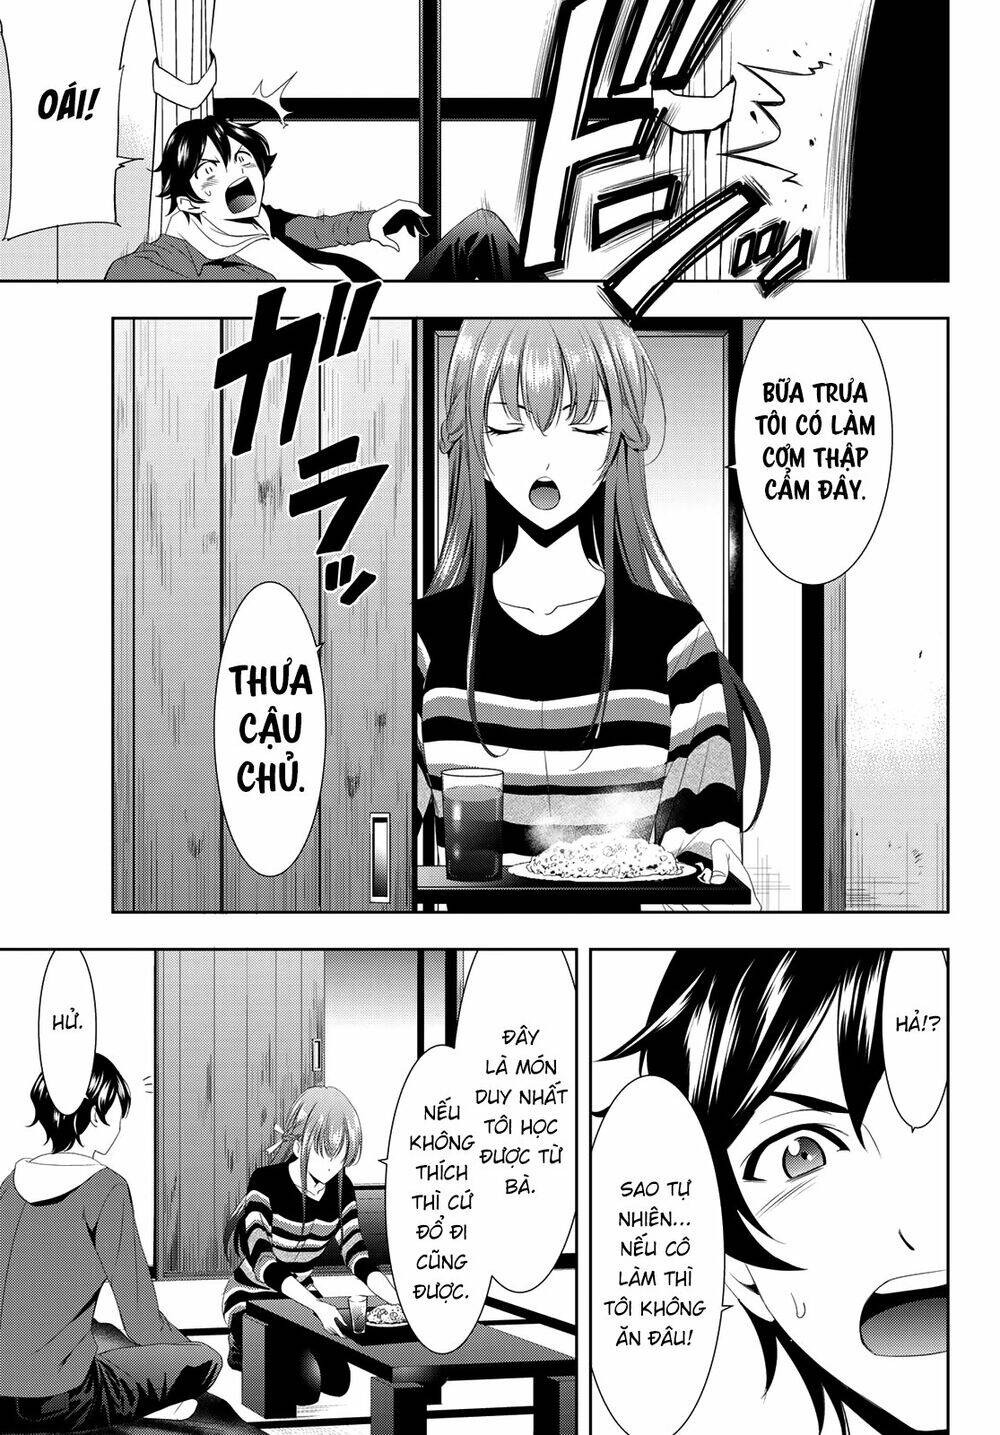 ドンッ
OÁI!
ガラッ
BỮA TRƯA
TÔI CÓ LÀM
CƠM THẬP
CẨM ĐÂY.
THƯA
CẬU
CHỦ.
HẢ!?
SAO TỰ
NHIÊN...
NẾU CÔ
LÀM THÌ
TÔI KHÔNG
ĂN ĐÂU!
ĐÂY
LÀ MÓN
DUY NHẤT
TÔI HỌC
ĐƯỢC TỪ
BÀ.
NẾU
KHÔNG
THÍCH
THÌ CỨ
ĐỔ ĐI
CŨNG
ĐƯỢC.
HỬ.